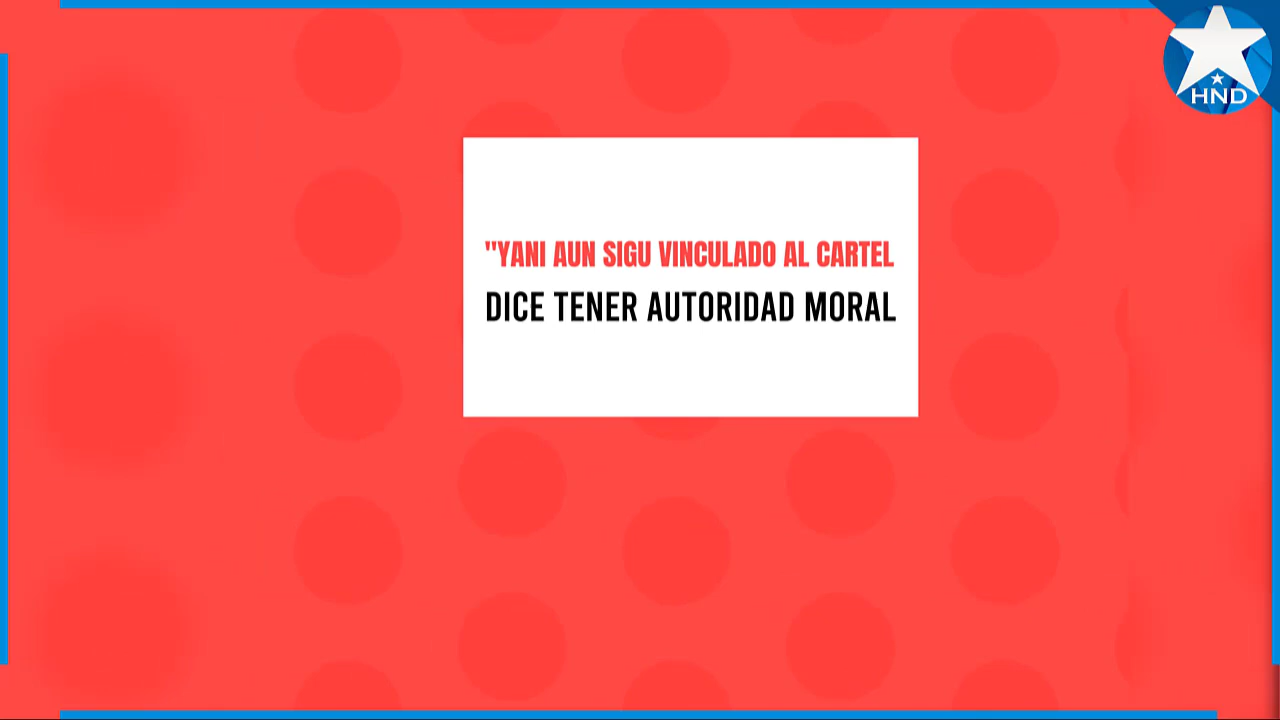 HND
"YANI AUN SIGU VINCULADO AL CARTEL
DICE TENER AUTORIDAD MORAL